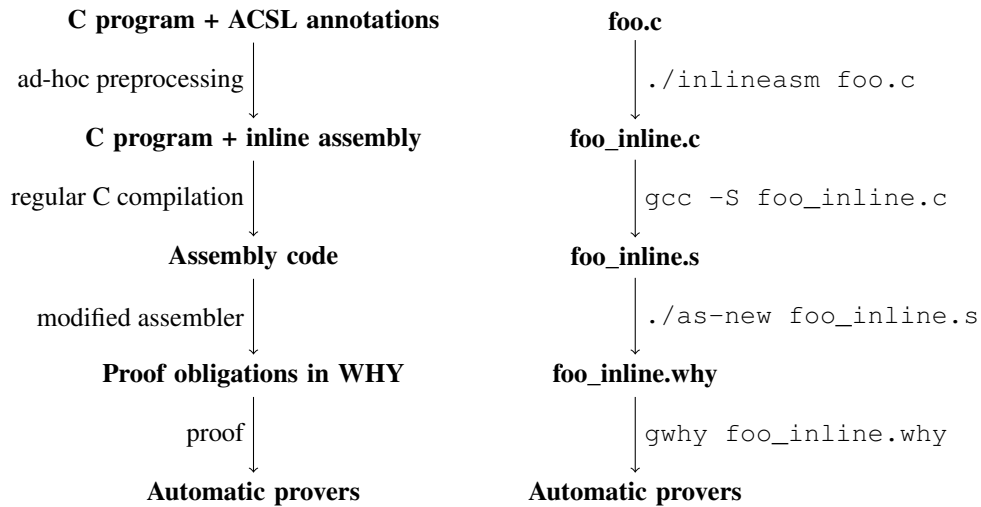 C program + ACSL annotations foo.c
ad-hoc preprocessing ./inlineasm foo.c
C program + inline assembly foo_inline.c
regular C compilation gcc -S foo_inline.c
Assembly code foo_inline.s
modified assembler ./as-new foo_inline.s
Proof obligations in WHY foo_inline.why
proof gwhy foo_inline.why
Automatic provers Automatic provers